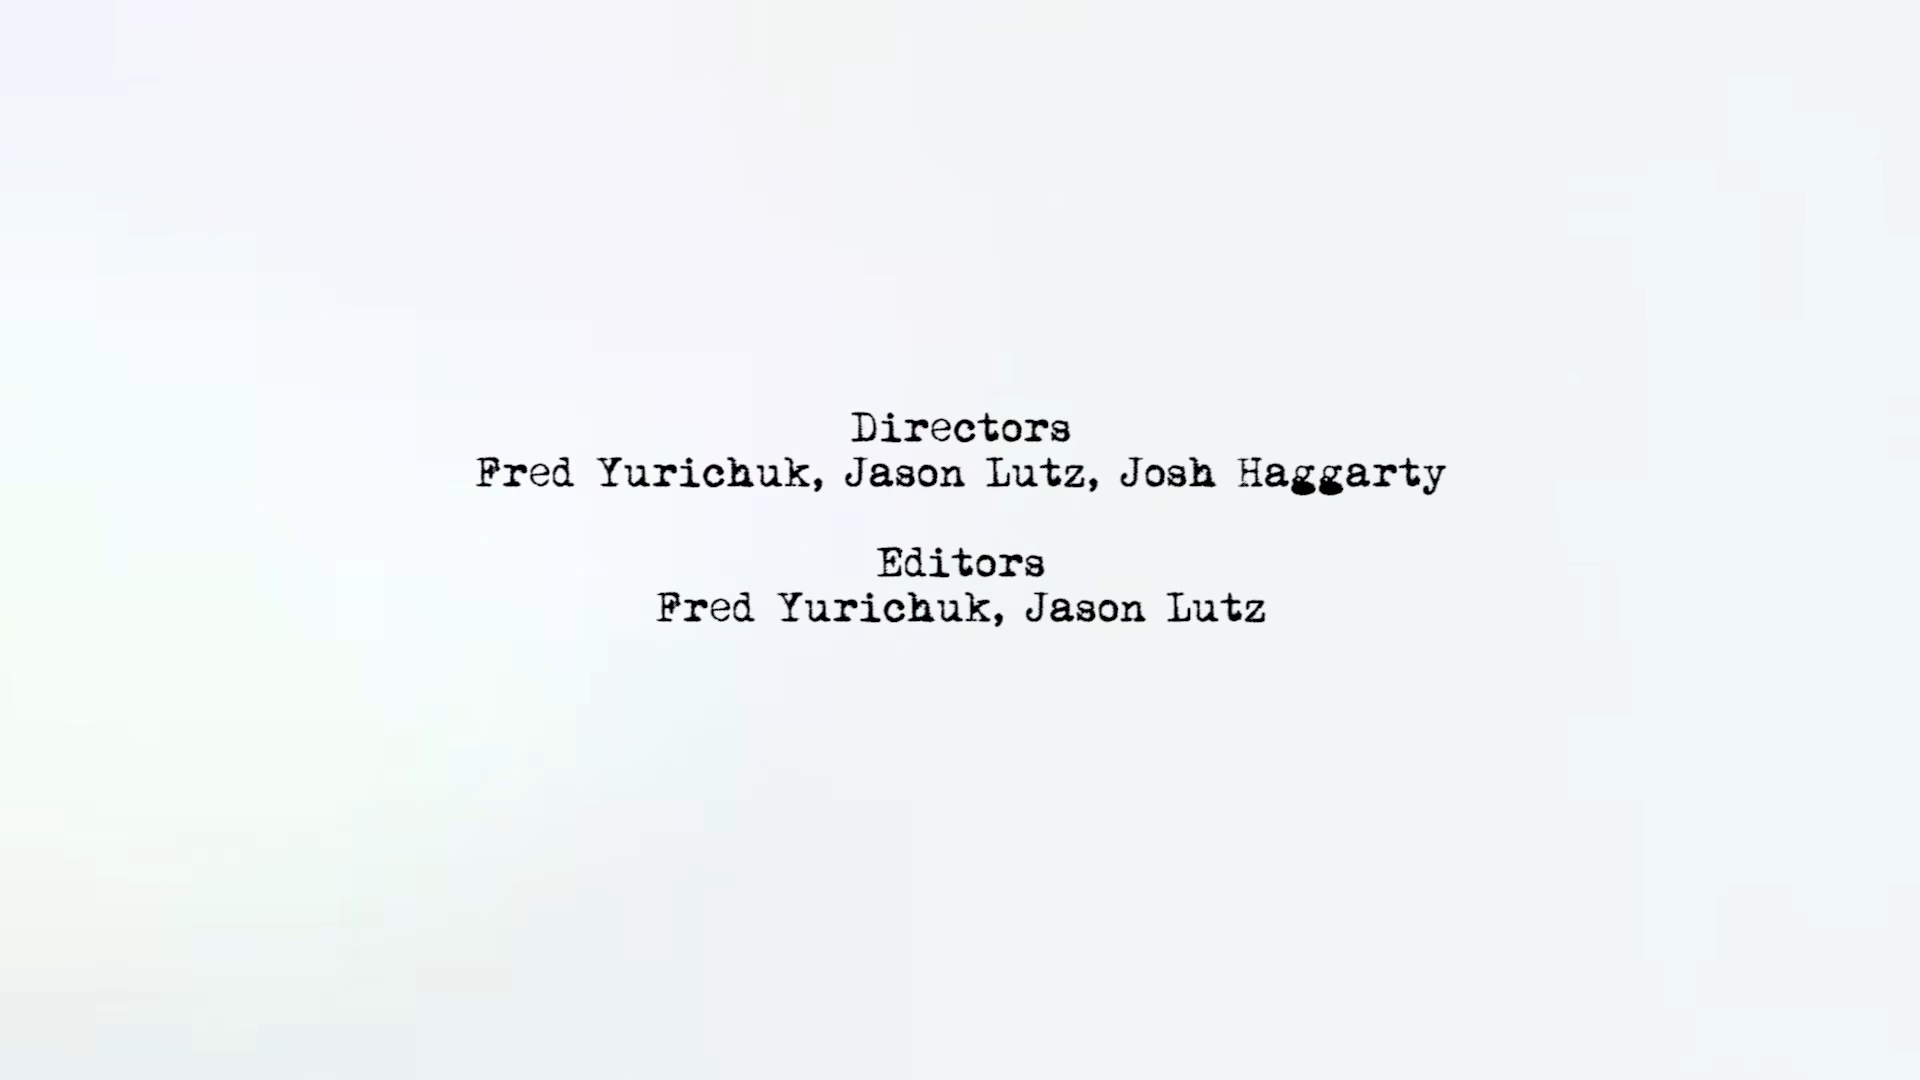 Directors
Fred Yurichuk, Jason Lutz, Josh Haggarty
Editors
Fred Yurichuk, Jason Lutz